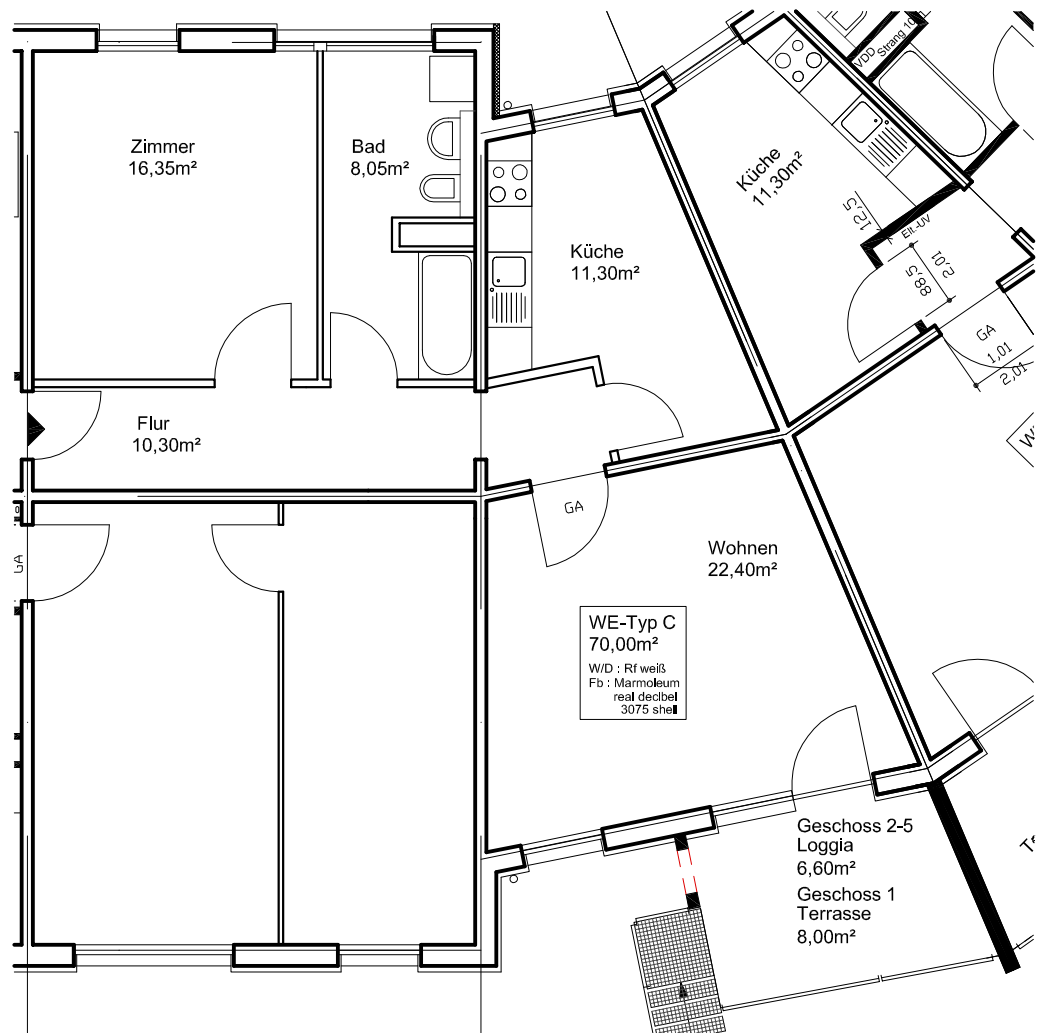 Zimmer
16,35m²
Bad
8,05m²
Küche
11,30m²
Küche
11,30m²
VDD
Strang 10
12,5
Elt.-UV
88,5
2,01
GA
1,01
2,01
Flur
10,30m²
GA
GA
Wohnen
22,40m²
WE-Typ C
70,00m²
W/D : Rf weiß
Fb : Marmoleum
real decibel
3075 shell
Geschoss 2-5
Loggia
6,60m²
Geschoss 1
Terrasse
8,00m²